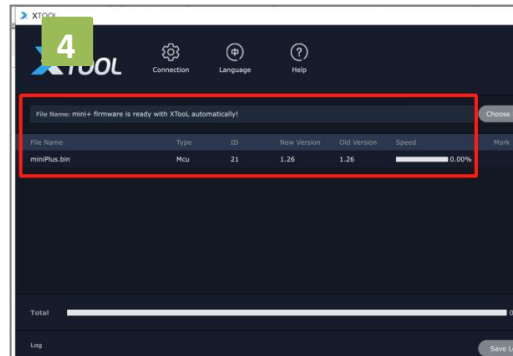 XTOOL
4
XTOOL
Connection
Language
Help
File Name: mini+ firmware is ready with XTooL automatically!
Choose
File Name Type ID New Version Old Version Speed Mark
miniPlus.bin Mcu 21 1.26 1.26 0.00%
Total
Log
Save